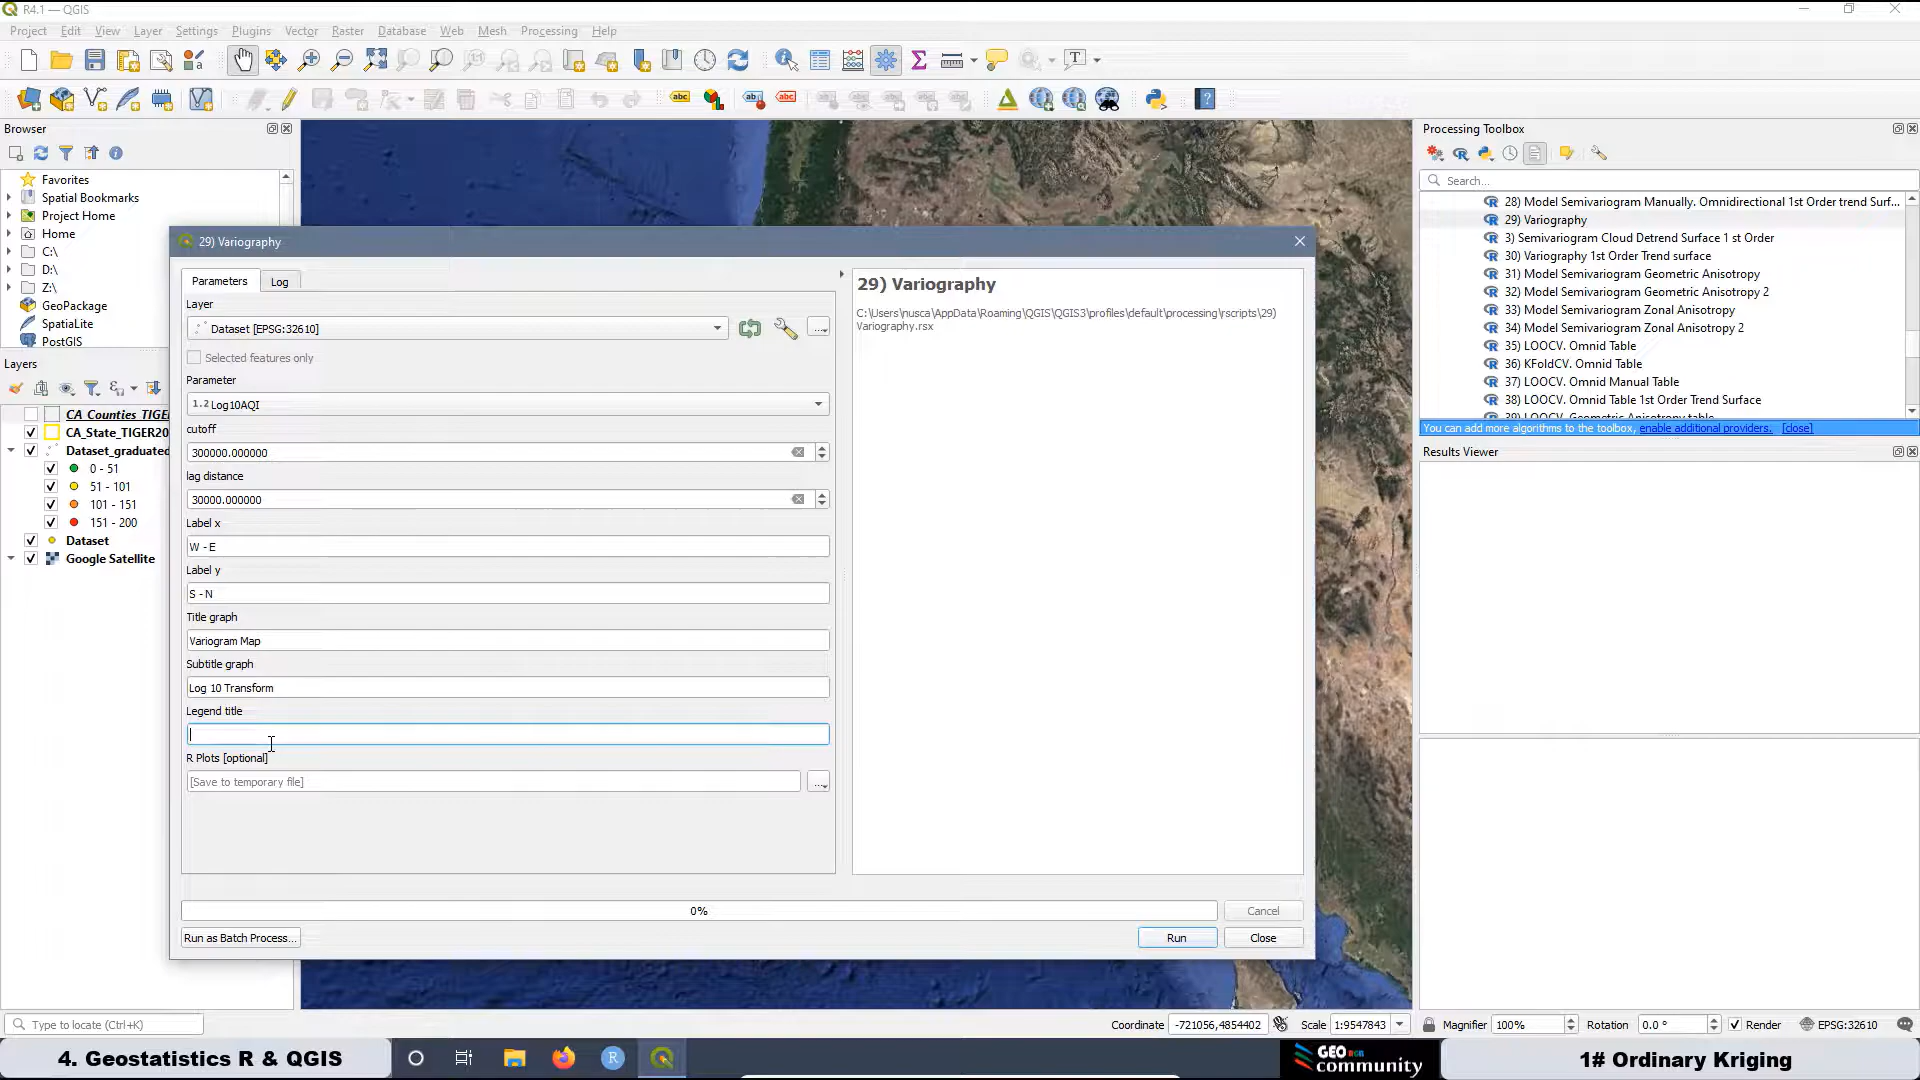 R4.1 — QGIS
Project Edit View Layer Settings Plugins Vector Raster Database Web Mesh Processing Help
Browser
Favorites
Spatial Bookmarks
Project Home
Home
C:\
D:\
Z:\
GeoPackage
SpatiaLite
PostGIS
Layers
CA_Counties_TIGE
CA_State_TIGER20
Dataset_graduated
0 - 51
51 - 101
101 - 151
151 - 200
Dataset
Google Satellite
29) Variography
Parameters Log
Layer
Dataset [EPSG:32610]
Selected features only
Parameter
1.2 Log10AQI
cutoff
300000.000000
lag distance
30000.000000
Label x
W - E
Label y
S - N
Title graph
Variogram Map
Subtitle graph
Log 10 Transform
Legend title
R Plots [optional]
[Save to temporary file]
29) Variography
C:\Users\nusca\AppData\Roaming\QGIS\QGIS3\profiles\default\processing\rscripts\29)
Variography.rsx
0%
Cancel
Run as Batch Process...
Run
Close
Processing Toolbox
Search...
28) Model Semivariogram Manually. Omnidirectional 1st Order trend Surf...
29) Variography
3) Semivariogram Cloud Detrend Surface 1 st Order
30) Variography 1st Order Trend surface
31) Model Semivariogram Geometric Anisotropy
32) Model Semivariogram Geometric Anisotropy 2
33) Model Semivariogram Zonal Anisotropy
34) Model Semivariogram Zonal Anisotropy 2
35) LOOCV. Omnid Table
36) KFoldCV. Omnid Table
37) LOOCV. Omnid Manual Table
38) LOOCV. Omnid Table 1st Order Trend Surface
39) LOOCV. Geometric Anisotropy table
You can add more algorithms to the toolbox, enable additional providers. [close]
Results Viewer
Type to locate (Ctrl+K)
Coordinate -721056,4854402 Scale 1:9547843 Magnifier 100% Rotation 0.0 ° Render EPSG:32610
4. Geostatistics R & QGIS
GEO
community
1# Ordinary Kriging